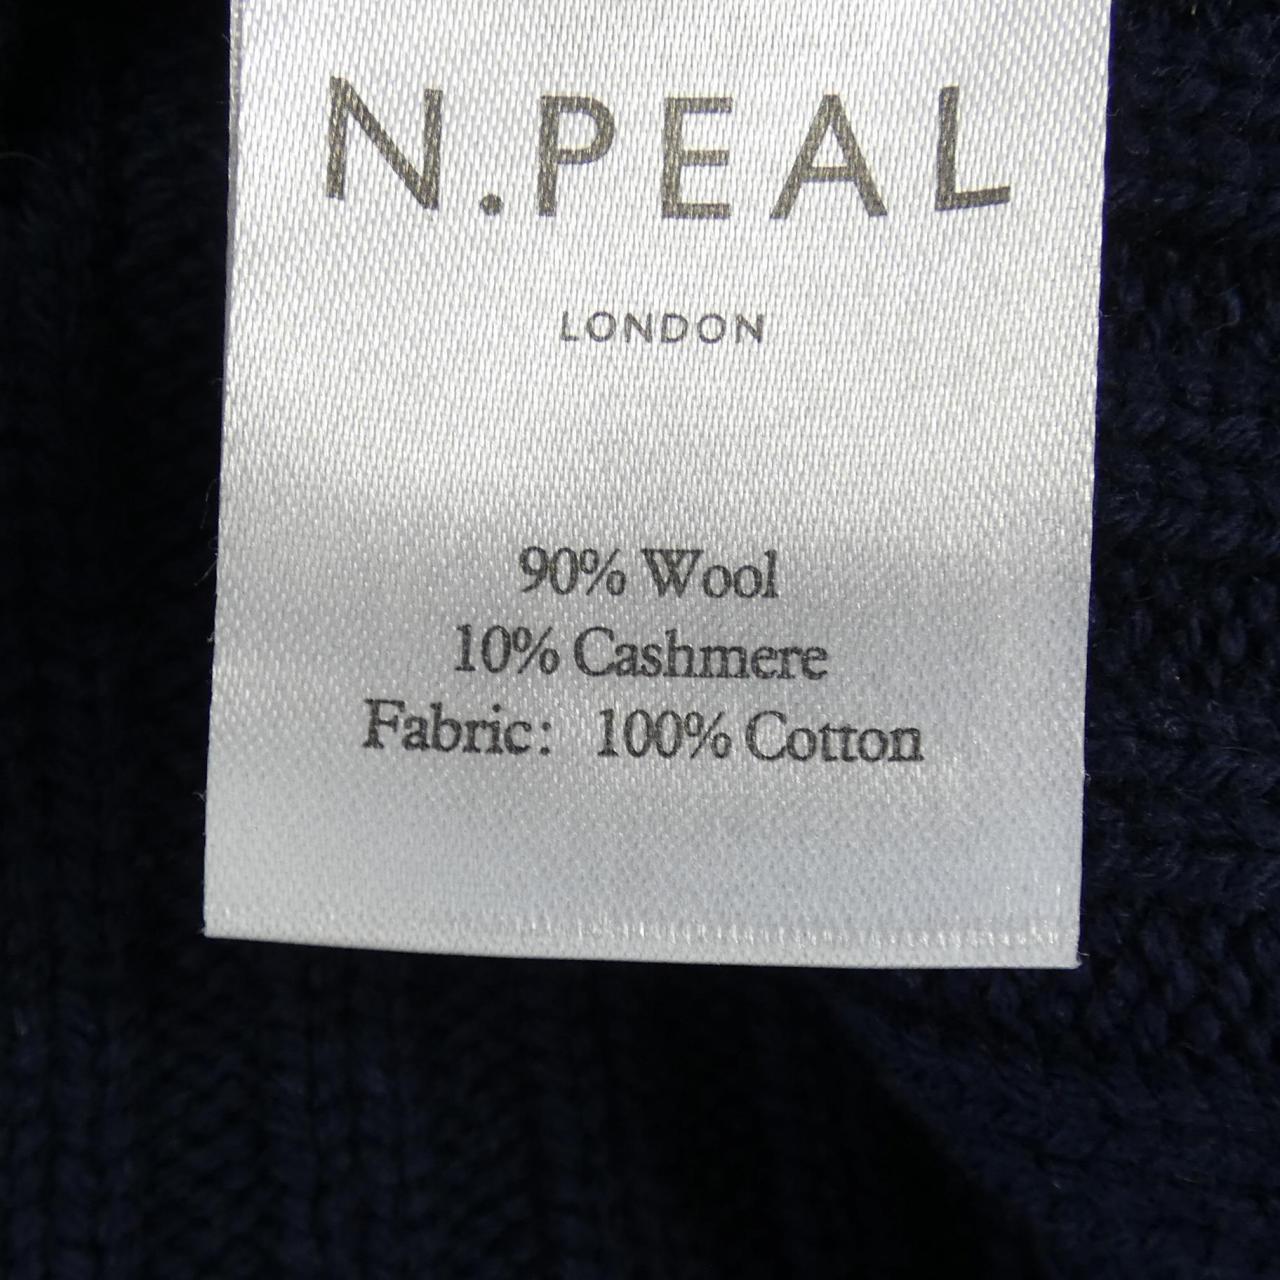 N.PEAL
LONDON
90% Wool
10% Cashmere
Fabric: 100% Cotton